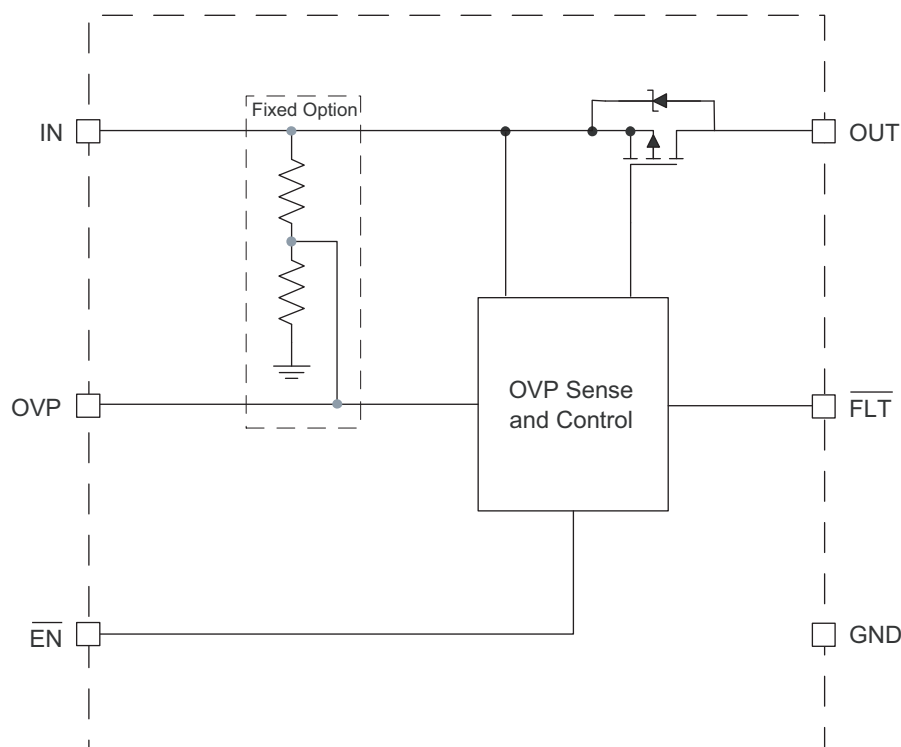 Fixed Option
IN
OUT
OVP
OVP Sense
and Control
FLT
EN
GND